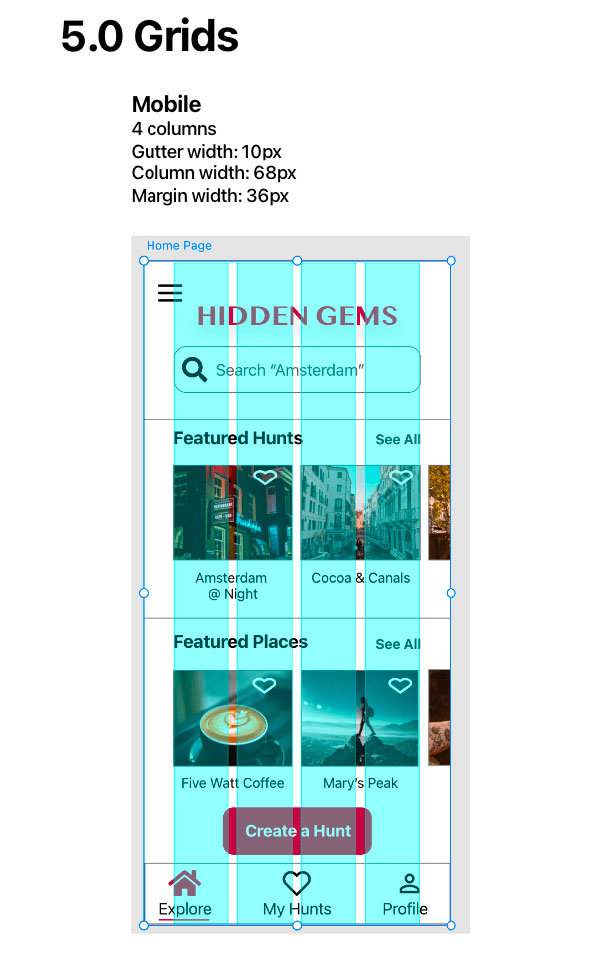 5.0 Grids
Mobile
4 columns
Gutter width: 10px
Column width: 68px
Margin width: 36px
Home Page
HIDDEN GEMS
Search “Amsterdam”
Featured Hunts
See All
Amsterdam
@ Night
Cocoa & Canals
Featured Places
See All
Five Watt Coffee
Mary’s Peak
Create a Hunt
Explore
My Hunts
Profile